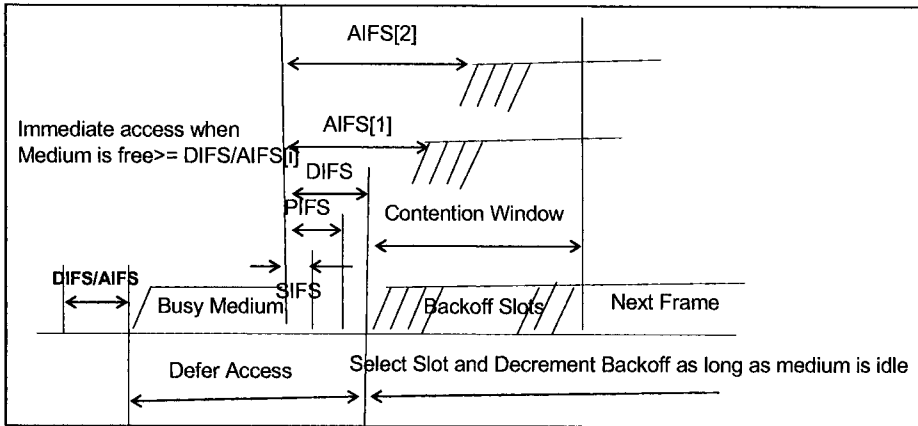 AIFS[2]
AIFS[1]
Immediate access when
Medium is free>= DIFS/AIFS[i]
DIFS
PIFS
Contention Window
DIFS/AIFS
SIFS
Busy Medium
Backoff Slots
Next Frame
Defer Access
Select Slot and Decrement Backoff as long as medium is idle